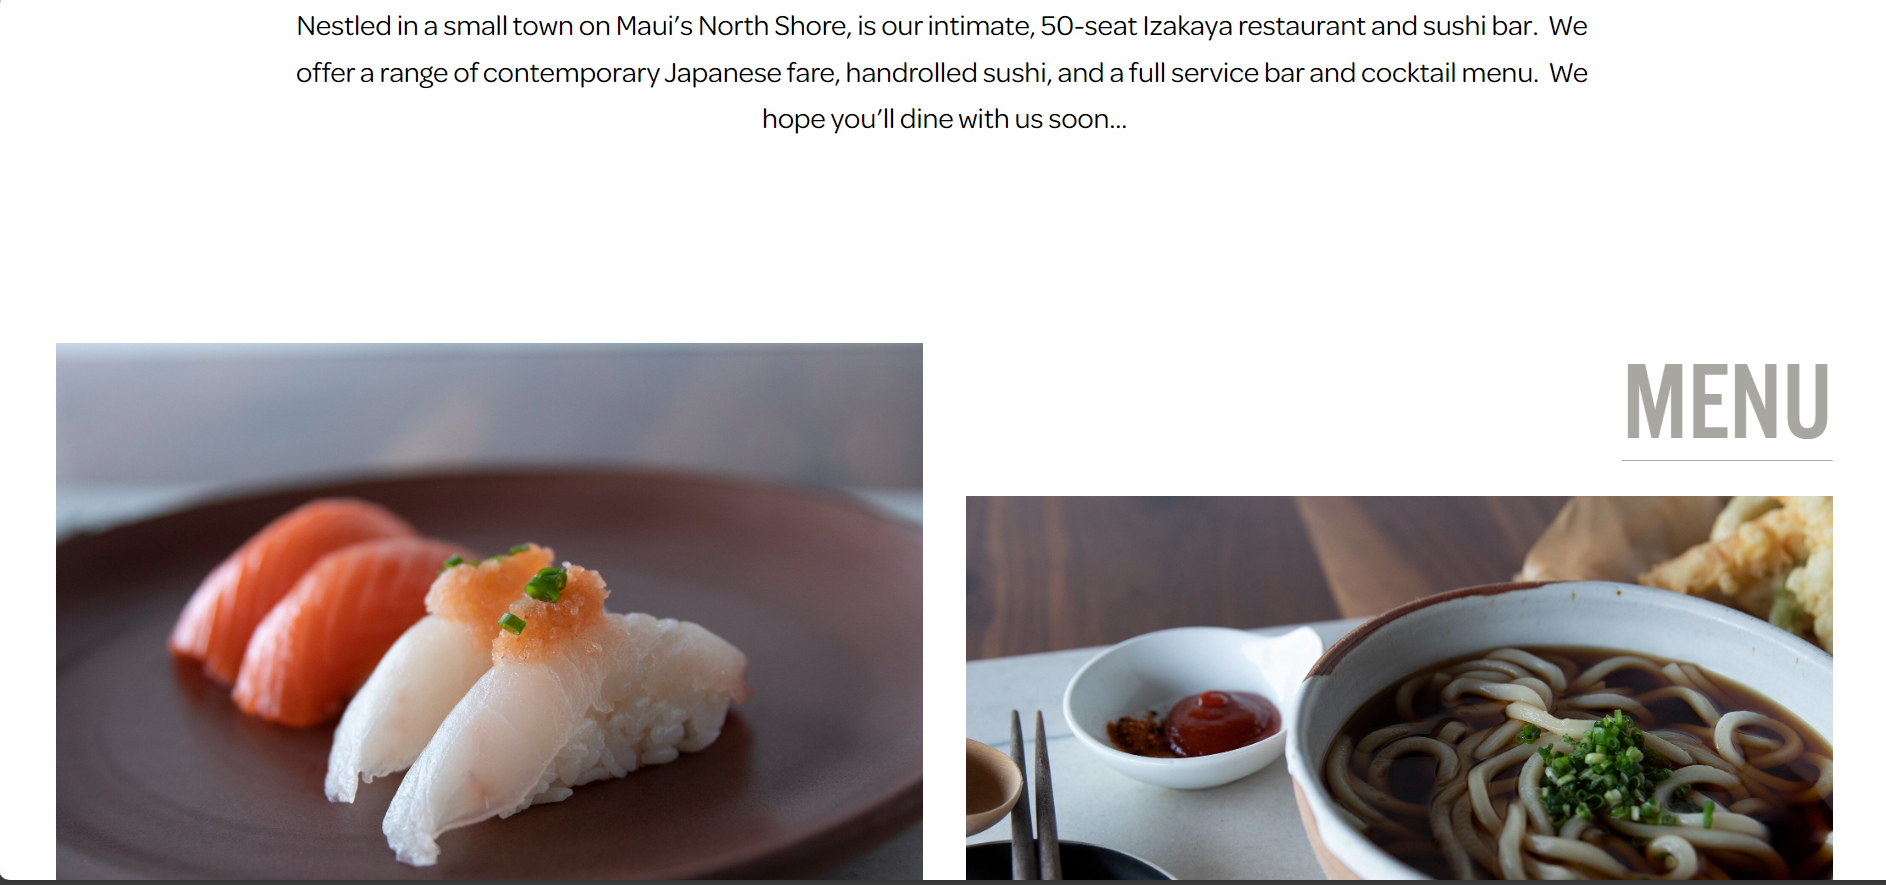 Nestled in a small town on Maui’s North Shore, is our intimate, 50-seat Izakaya restaurant and sushi bar.  We
offer a range of contemporary Japanese fare, handrolled sushi, and a full service bar and cocktail menu.  We
hope you’ll dine with us soon…
MENU